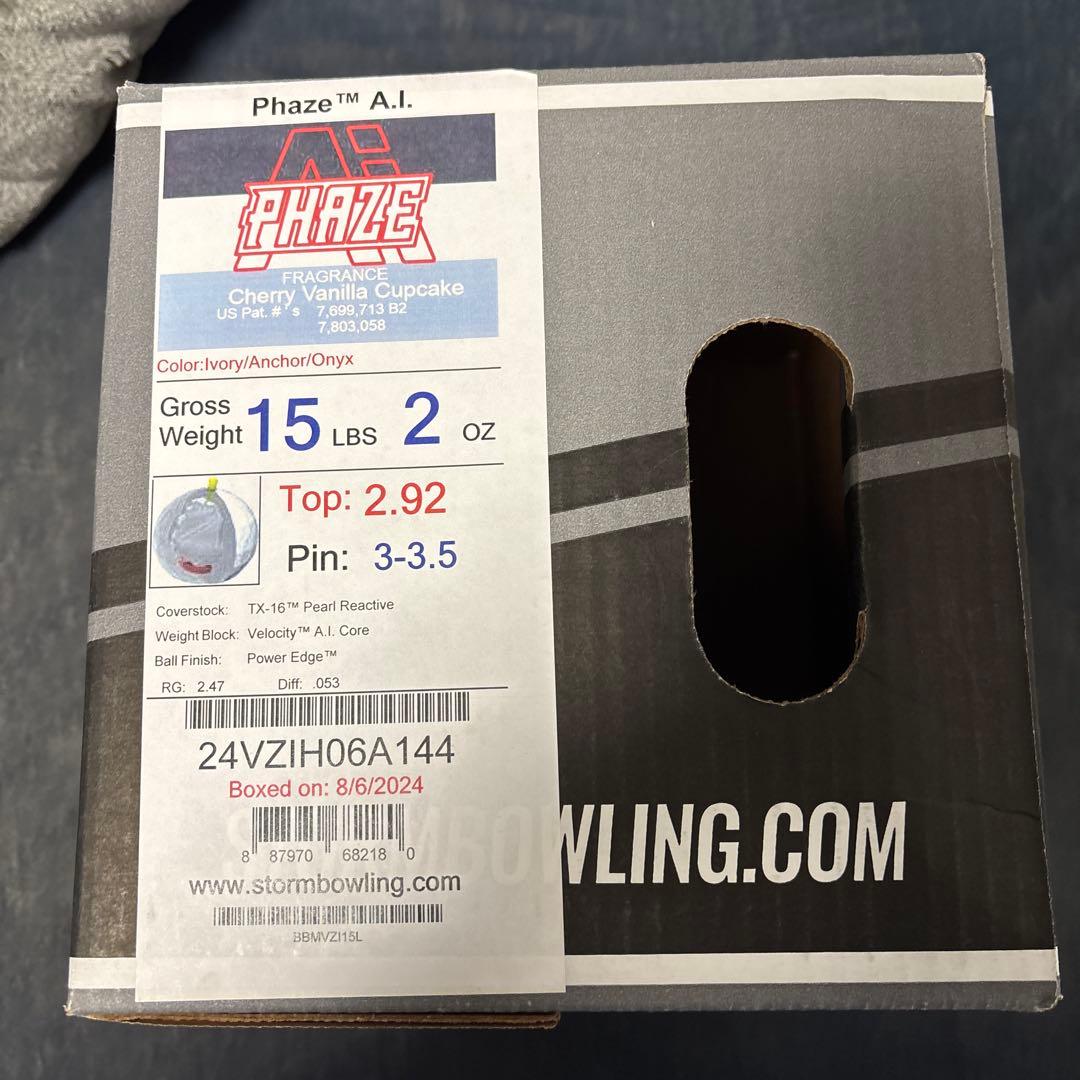 Phaze™ A.I.
AI
PHAZE
FRAGRANCE
Cherry Vanilla Cupcake
US Pat. #'s 7,699,713 B2
7,803,058
Color:Ivory/Anchor/Onyx
Gross Weight 15 LBS 2 OZ
Top: 2.92
Pin: 3-3.5
Coverstock: TX-16™ Pearl Reactive
Weight Block: Velocity™ A.I. Core
Ball Finish: Power Edge™
RG: 2.47 Diff: .053
24VZIH06A144
Boxed on: 8/6/2024
8 87970 68218 0
www.stormbowling.com
BBMVZI15L
STORMBOWLING.COM